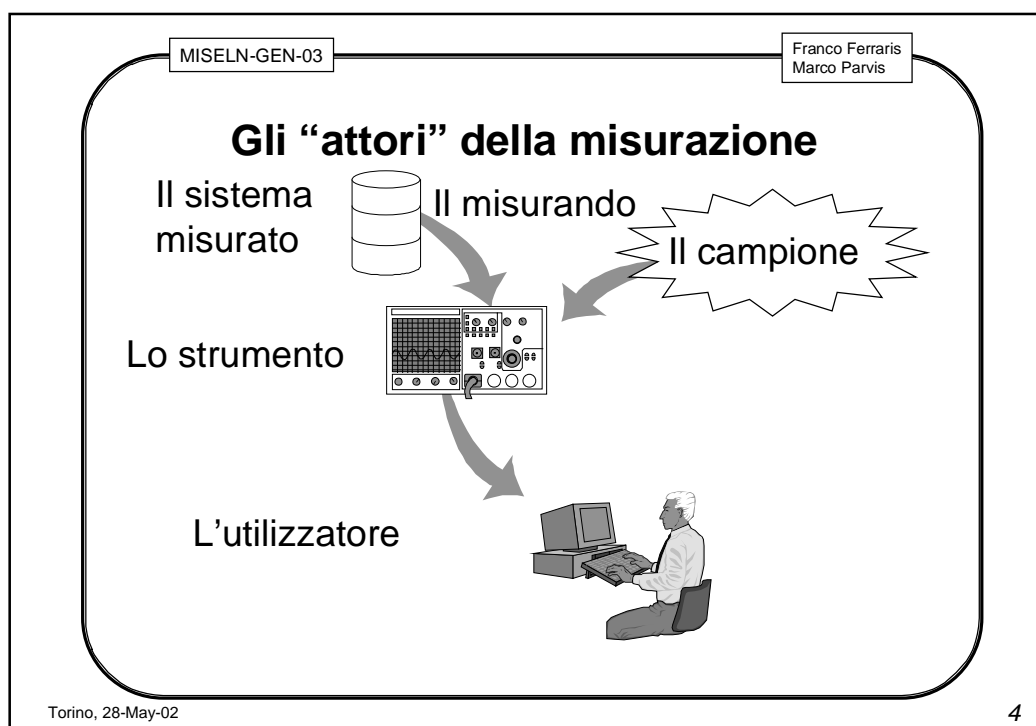 MISELN-GEN-03
Franco Ferraris
Marco Parvis
Gli “attori” della misurazione
Il sistema
misurato
Il misurando
Il campione
Lo strumento
L’utilizzatore
Torino, 28-May-02
4